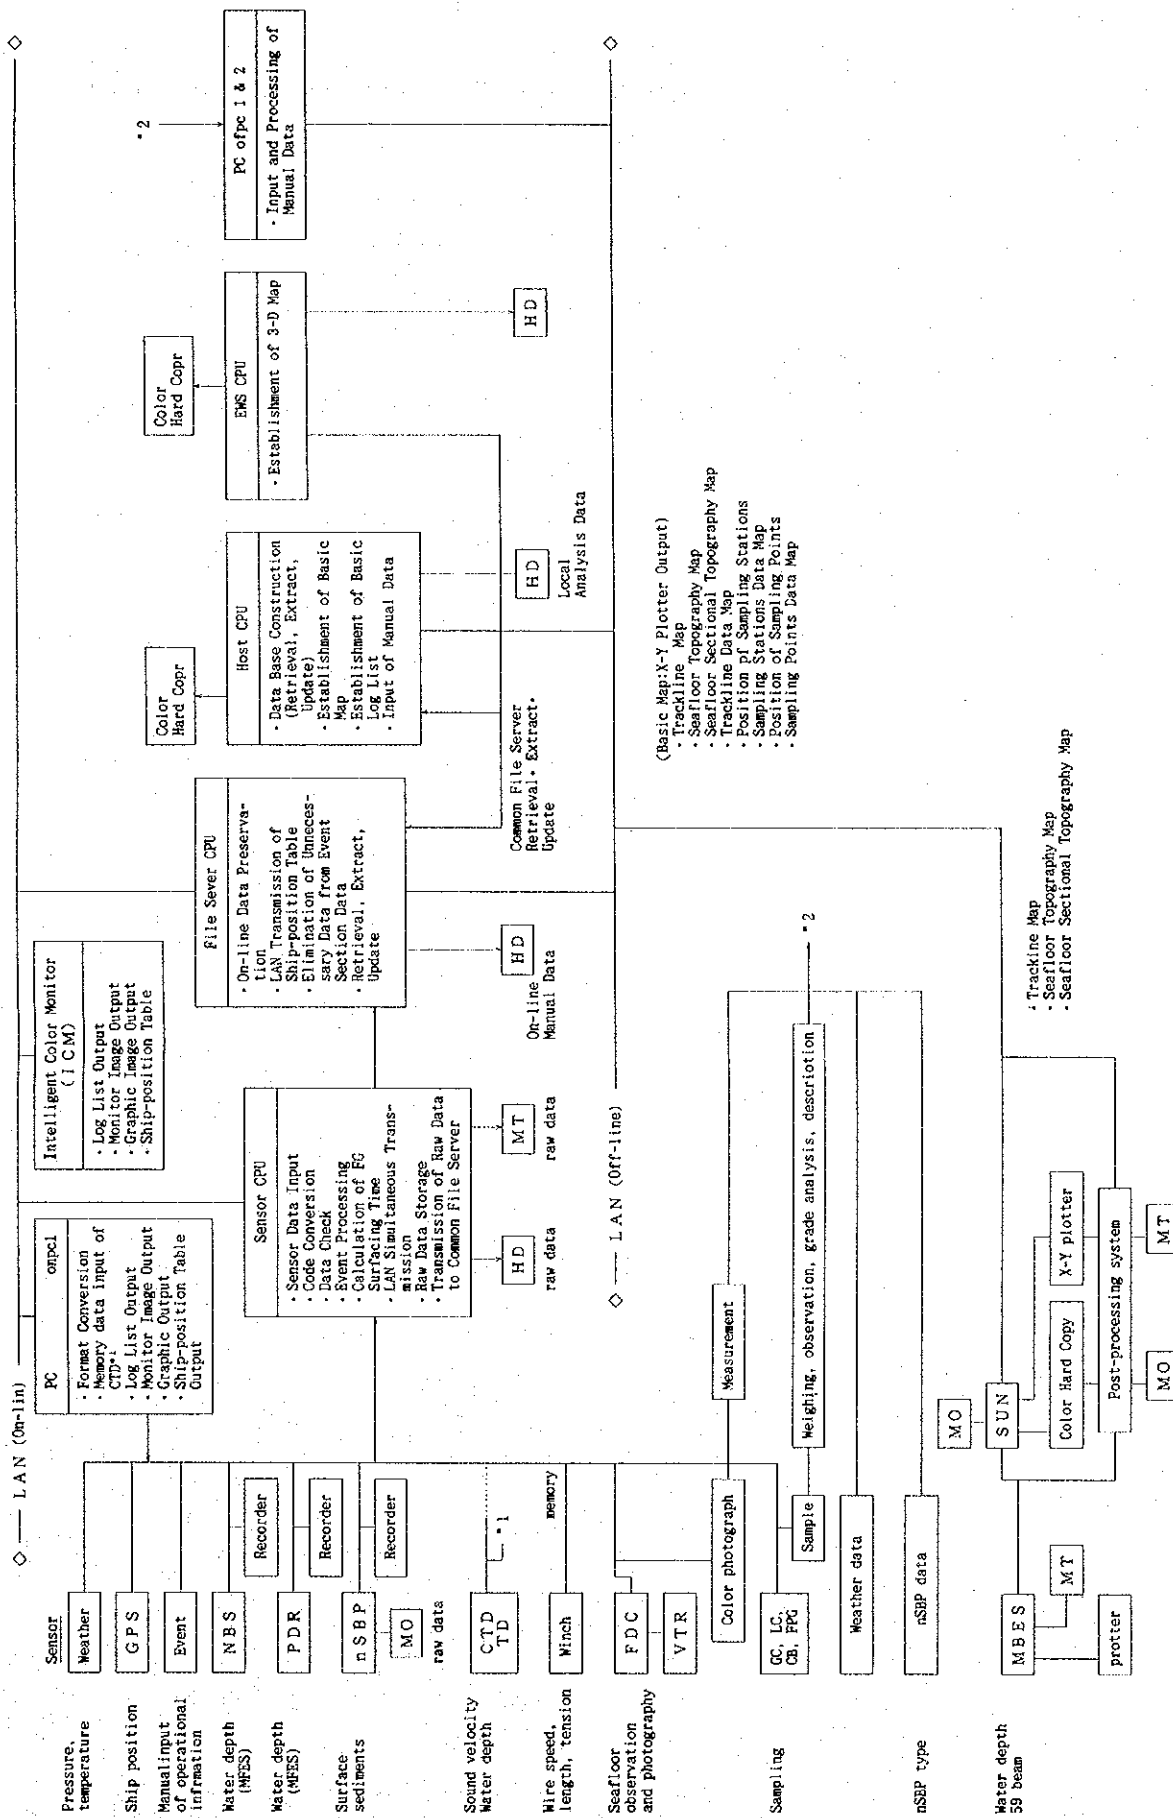 ◇ — LAN (On-lin) ◇
Sensor
Pressure,
temperature
Weather
Ship position
GPS
Manualinput
of operational
infrmation
Event
Water depth
(MFES)
NBS
Recorder
Water depth
(MFES)
PDR
Recorder
Surface
sediments
nSBP
Recorder
MO
raw data
Sound velocity
Water depth
CTD
TD
*1
Wire speed,
length, tension
Winch
memory
Seafloor
observation
and photography
FDC
VTR
Color photograph
Measurement
Sampling
GC, LC,
CB, FPG
Sample
Weighing, observation, grade analysis, descriotion
*2
Weather data
nSBP type
nSBP data
Water depth
59 beam
MBES
MT
protter
MO
SUN
Color Hard Copy
X-Y plotter
Post-processing system
MO
MT
Trackine Map
· Seafloor Topography Map
· Seafloor Sectional Topography Map
PC onpc1
· Format Conversion
· Memory data input of
CTD*1
· Log List Output
· Monitor Image Output
· Graphic Output
· Ship-position Table
Output
Intelligent Color Monitor
(ICM)
· Log List Output
· Monitor Image Output
· Graphic Image Output
· Ship-position Table
Sensor CPU
· Sensor Data Input
· Code Conversion
· Data Check
· Event Processing
· Calculation of FG
Surfacing Time
· LAN Simultaneous Trans-
mission
· Raw Data Storage
· Transmission of Raw Data
to Common File Server
HD
raw data
MT
raw data
File Sever CPU
· On-line Data Preserva-
tion
· LAN Transmission of
Ship-position Table
· Elimination of Unneces-
sary Data from Event
Section Data
· Retrieval, Extract,
Update
HD
On-line
Manual Data
Common File Server
Retrieval· Extract·
Update
Color
Hard Copr
Host CPU
· Data Base Construction
(Retrieval, Extract,
Update)
· Establishment of Basic
Map
· Establishment of Basic
Log List
· Input of Manual Data
HD
Local
Analysis Data
Color
Hard Copr
EWS CPU
· Establishment of 3-D Map
HD
*2
PC ofpc 1 & 2
· Input and Processing of
Manual Data
◇ — LAN (Off-line) ◇
(Basic Map:X-Y Plotter Output)
· Trackline Map
· Seafloor Topography Map
· Seafloor Sectional Topography Map
· Trackline Data Map
· Position pf Sampling Stations
· Sampling Stations Data Map
· Position of Sampling Points
· Sampling Points Data Map